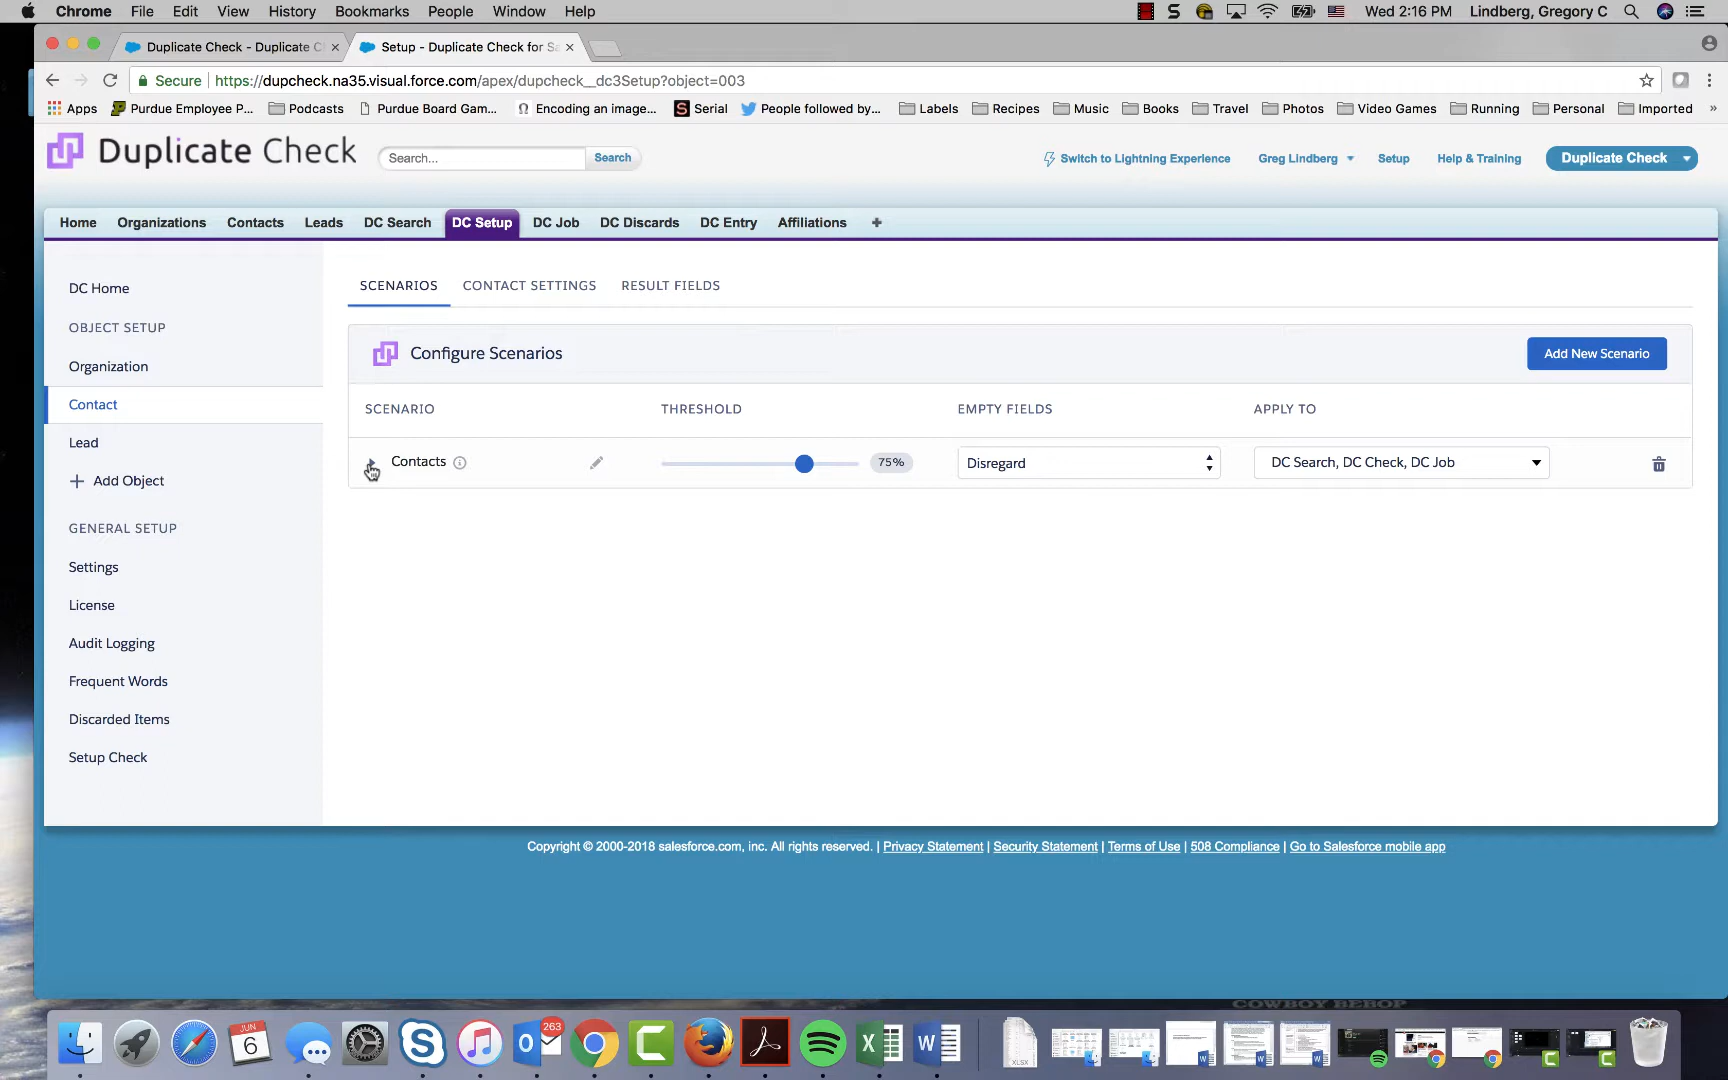 Chrome File Edit View History Bookmarks People Window Help Wed 2:16 PM Lindberg, Gregory C
Duplicate Check - Duplicate C
Setup - Duplicate Check for Sa
Secure https://dupcheck.na35.visual.force.com/apex/dupcheck__dc3Setup?object=003
Apps Purdue Employee P... Podcasts Purdue Board Gam... Encoding an image... Serial People followed by... Labels Recipes Music Books Travel Photos Video Games Running Personal Imported »
Duplicate Check Search... Search Switch to Lightning Experience Greg Lindberg Setup Help & Training Duplicate Check
Home Organizations Contacts Leads DC Search DC Setup DC Job DC Discards DC Entry Affiliations +
DC Home
OBJECT SETUP
Organization
Contact
Lead
Add Object
GENERAL SETUP
Settings
License
Audit Logging
Frequent Words
Discarded Items
Setup Check
SCENARIOS CONTACT SETTINGS RESULT FIELDS
Configure Scenarios Add New Scenario
SCENARIO THRESHOLD EMPTY FIELDS APPLY TO
Contacts 75% Disregard DC Search, DC Check, DC Job
Copyright © 2000-2018 salesforce.com, inc. All rights reserved. | Privacy Statement | Security Statement | Terms of Use | 508 Compliance | Go to Salesforce mobile app
COWBOY BEBOP
JUN
6
263
XLSX